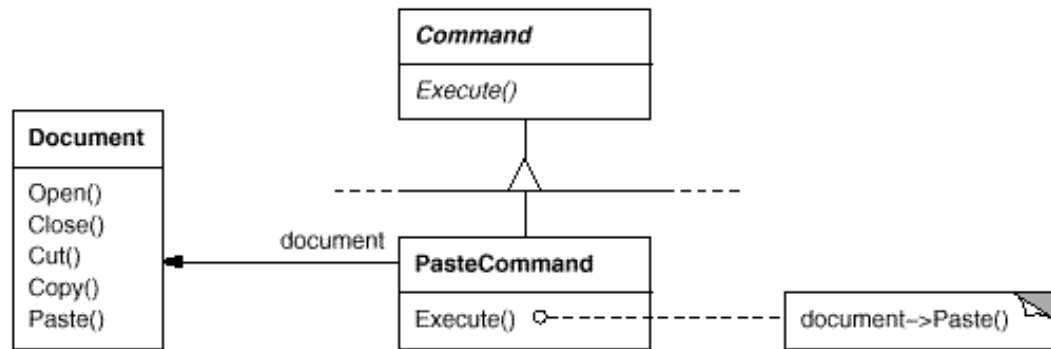 Command
Execute()
Document
Open()
Close()
Cut()
Copy()
Paste()
document
PasteCommand
Execute()
document->Paste()